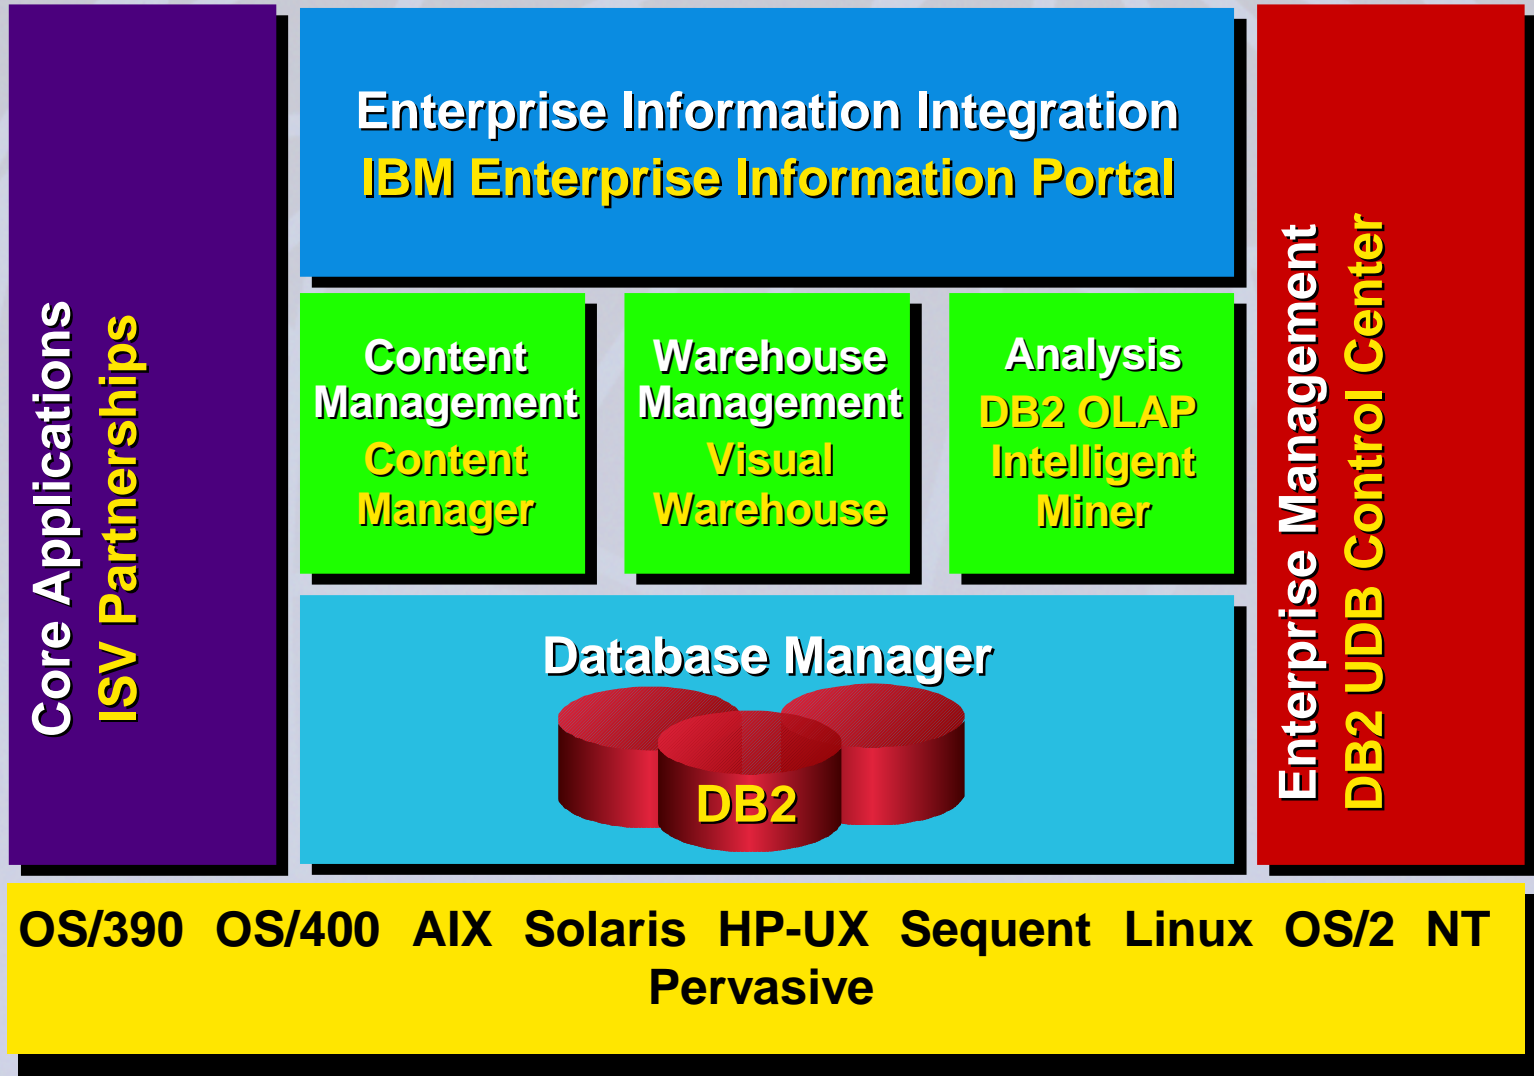 Core Applications
ISV Partnerships
Enterprise Information Integration
IBM Enterprise Information Portal
Content
Management
Content
Manager
Warehouse
Management
Visual
Warehouse
Analysis
DB2 OLAP
Intelligent
Miner
Database Manager
DB2
Enterprise Management
DB2 UDB Control Center
OS/390 OS/400 AIX Solaris HP-UX Sequent Linux OS/2 NT
Pervasive